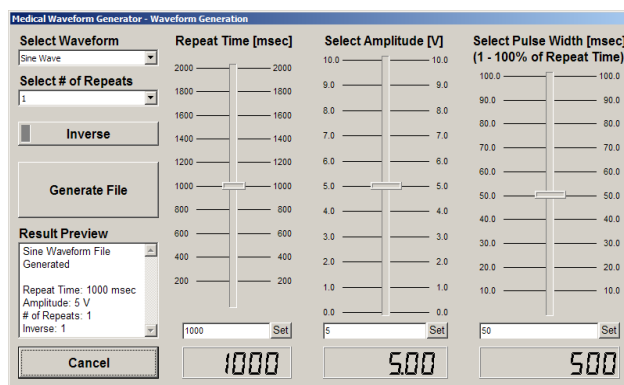 Medical Waveform Generator - Waveform Generation
Select Waveform
Sine Wave
Select # of Repeats
1
Inverse
Generate File
Result Preview
Sine Waveform File
Generated
Repeat Time: 1000 msec
Amplitude: 5 V
# of Repeats: 1
Inverse: 1
Cancel
Repeat Time [msec]
2000 2000
1800 1800
1600 1600
1400 1400
1200 1200
1000 1000
800 800
600 600
400 400
200 200
1000 Set
1000
Select Amplitude [V]
10.0 10.0
9.0 9.0
8.0 8.0
7.0 7.0
6.0 6.0
5.0 5.0
4.0 4.0
3.0 3.0
2.0 2.0
1.0 1.0
0.0 0.0
5 Set
5.00
Select Pulse Width [msec]
(1 - 100% of Repeat Time)
100.0 100.0
90.0 90.0
80.0 80.0
70.0 70.0
60.0 60.0
50.0 50.0
40.0 40.0
30.0 30.0
20.0 20.0
10.0 10.0
50 Set
500